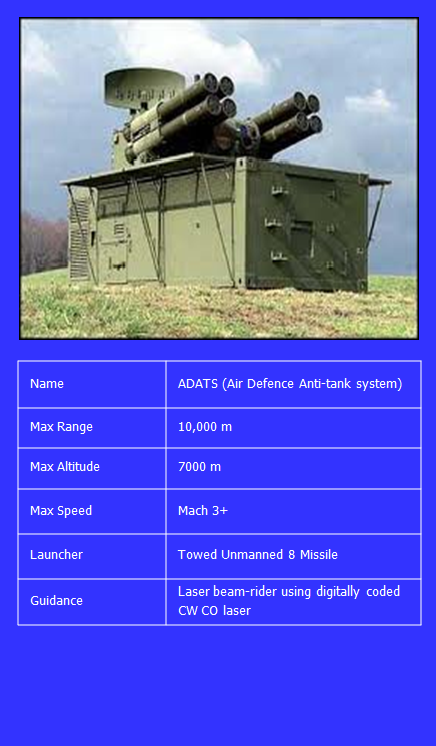 Name ADATS (Air Defence Anti-tank system)
Max Range 10,000 m
Max Altitude 7000 m
Max Speed Mach 3+
Launcher Towed Unmanned 8 Missile
Guidance Laser beam-rider using digitally coded
CW CO laser